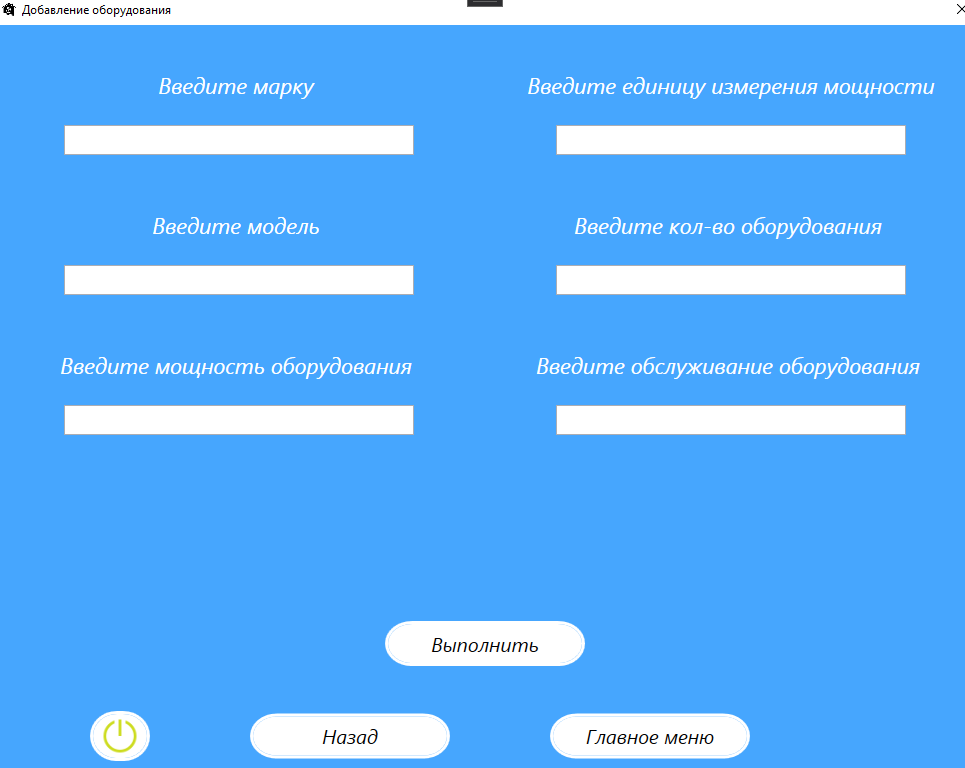 Добавление оборудования
Введите марку
Введите единицу измерения мощности
Введите модель
Введите кол-во оборудования
Введите мощность оборудования
Введите обслуживание оборудования
Выполнить
Назад
Главное меню